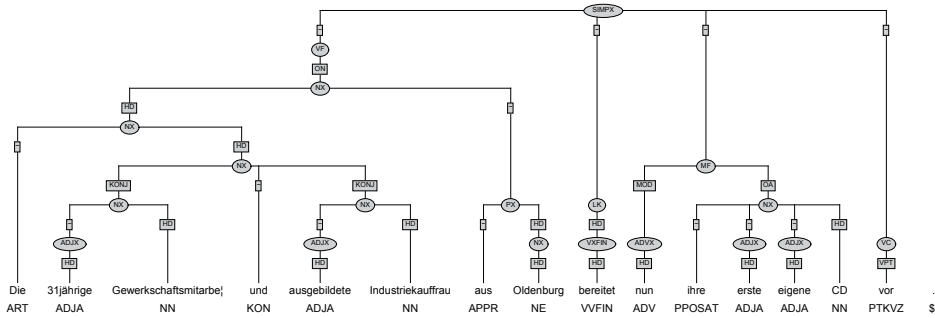 SIMPX
- - - -
VF
ON
NX
HD -
NX
- HD
NX MF
KONJ - KONJ MOD OA
NX NX PX LK NX
- HD - HD - HD HD - - - HD
ADJX ADJX NX VXFIN ADVX ADJX ADJX VC
HD HD HD HD HD HD HD VPT
Die 31jährige Gewerkschaftsmitarbe¦ und ausgebildete Industriekauffrau aus Oldenburg bereitet nun ihre erste eigene CD vor .
ART ADJA NN KON ADJA NN APPR NE VVFIN ADV PPOSAT ADJA ADJA NN PTKVZ $